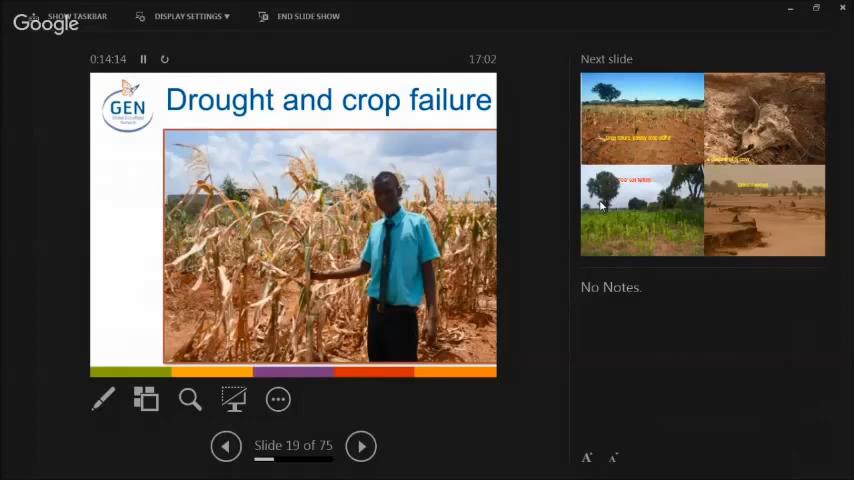 Google
SHOW TASKBAR
DISPLAY SETTINGS
END SLIDE SHOW
0:14:14
17:02
Next slide
GEN
Drought and crop failure
No Notes.
Slide 19 of 75
A
A